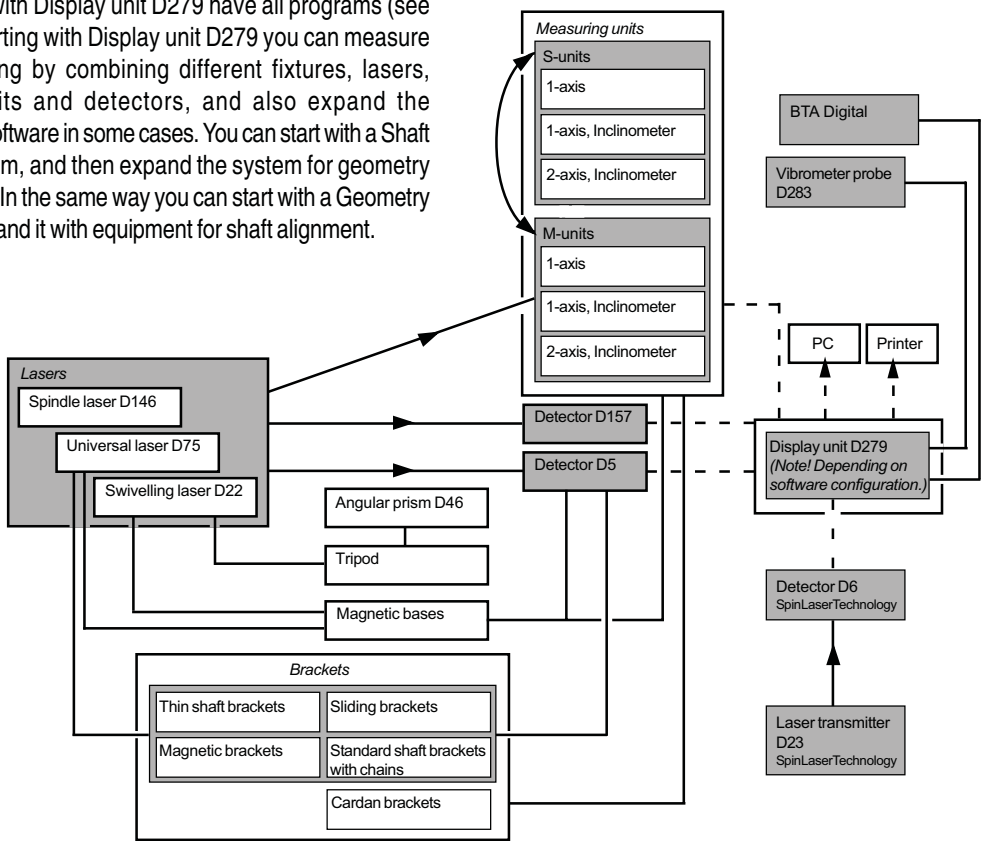 with Display unit D279 have all programs (see
rting with Display unit D279 you can measure
ng by combining different fixtures, lasers,
its and detectors, and also expand the
oftware in some cases. You can start with a Shaft
m, and then expand the system for geometry
In the same way you can start with a Geometry
and it with equipment for shaft alignment.
Measuring units
S-units
1-axis
1-axis, Inclinometer
2-axis, Inclinometer
M-units
1-axis
1-axis, Inclinometer
2-axis, Inclinometer
BTA Digital
Vibrometer probe
D283
PC
Printer
Lasers
Spindle laser D146
Universal laser D75
Swivelling laser D22
Detector D157
Detector D5
Display unit D279
(Note! Depending on
software configuration.)
Angular prism D46
Tripod
Magnetic bases
Detector D6
SpinLaserTechnology
Brackets
Thin shaft brackets
Sliding brackets
Magnetic brackets
Standard shaft brackets
with chains
Cardan brackets
Laser transmitter
D23
SpinLaserTechnology